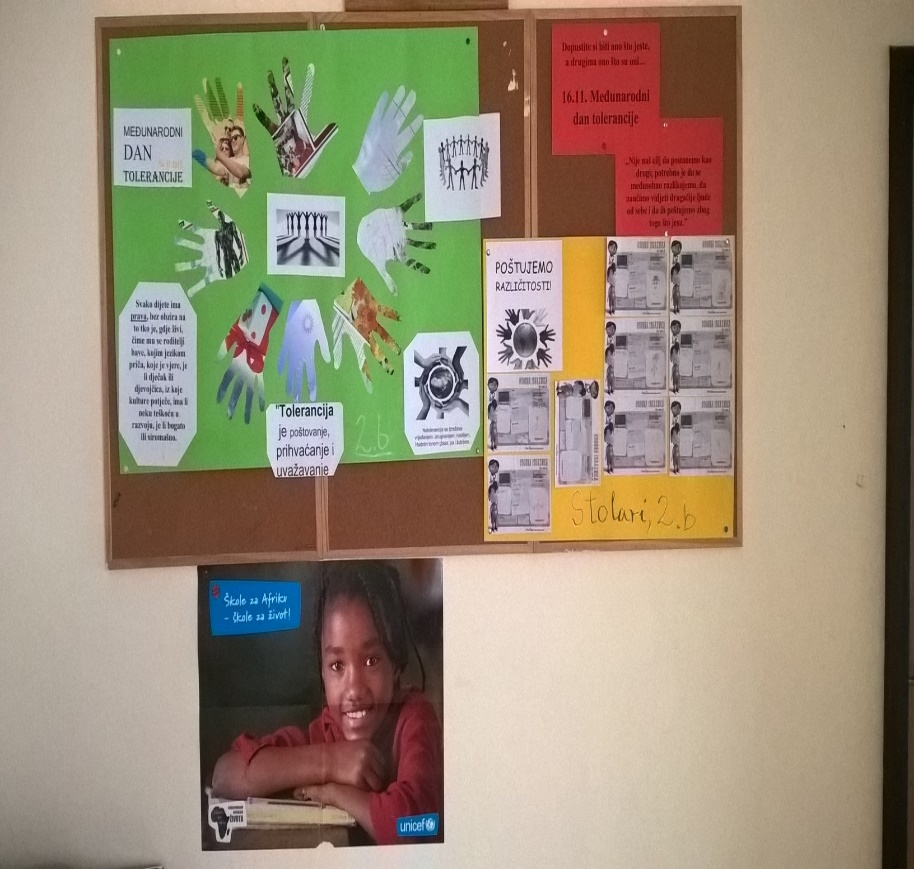 MEĐUNARODNI
DAN
TOLERANCIJE
Svako dijete ima
prava, bez obzira na
to tko je, gdje živi,
čime mu se roditelji
bave, kojim jezikom
priča, koje je vjere, je
li dječak ili
djevojčica, iz koje
kulture potječe, ima li
neku teškoću u
razvoju, je li bogato
ili siromašno.
"Tolerancija
je poštovanje,
prihvaćanje i
uvažavanje
2.b
Dopustite si biti ono što jeste,
a drugima ono što su oni...
16.11. Međunarodni
dan tolerancije
„Nije naš cilj da postanemo kao
drugi, potrebno je da se
međusobno razlikujemo, da
naučimo vidjeti drugačije ljude
od sebe i da ih poštujemo zbog
toga što jesu.”
POŠTUJEMO
RAZLIČITOSTI!
Stolari, 2.b
Škole za Afriku
- škole za život!
ŽIVOTA
unicef